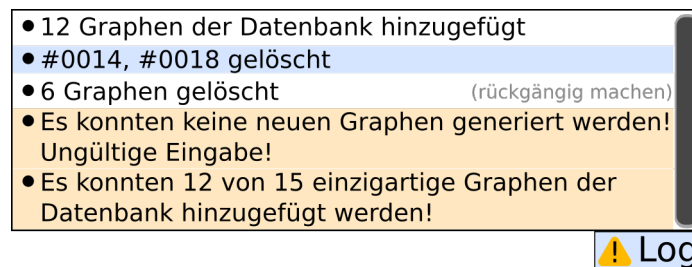 ● 12 Graphen der Datenbank hinzugefügt
● #0014, #0018 gelöscht
● 6 Graphen gelöscht (rückgängig machen)
● Es konnten keine neuen Graphen generiert werden!
Ungültige Eingabe!
● Es konnten 12 von 15 einzigartige Graphen der
Datenbank hinzugefügt werden!
Log